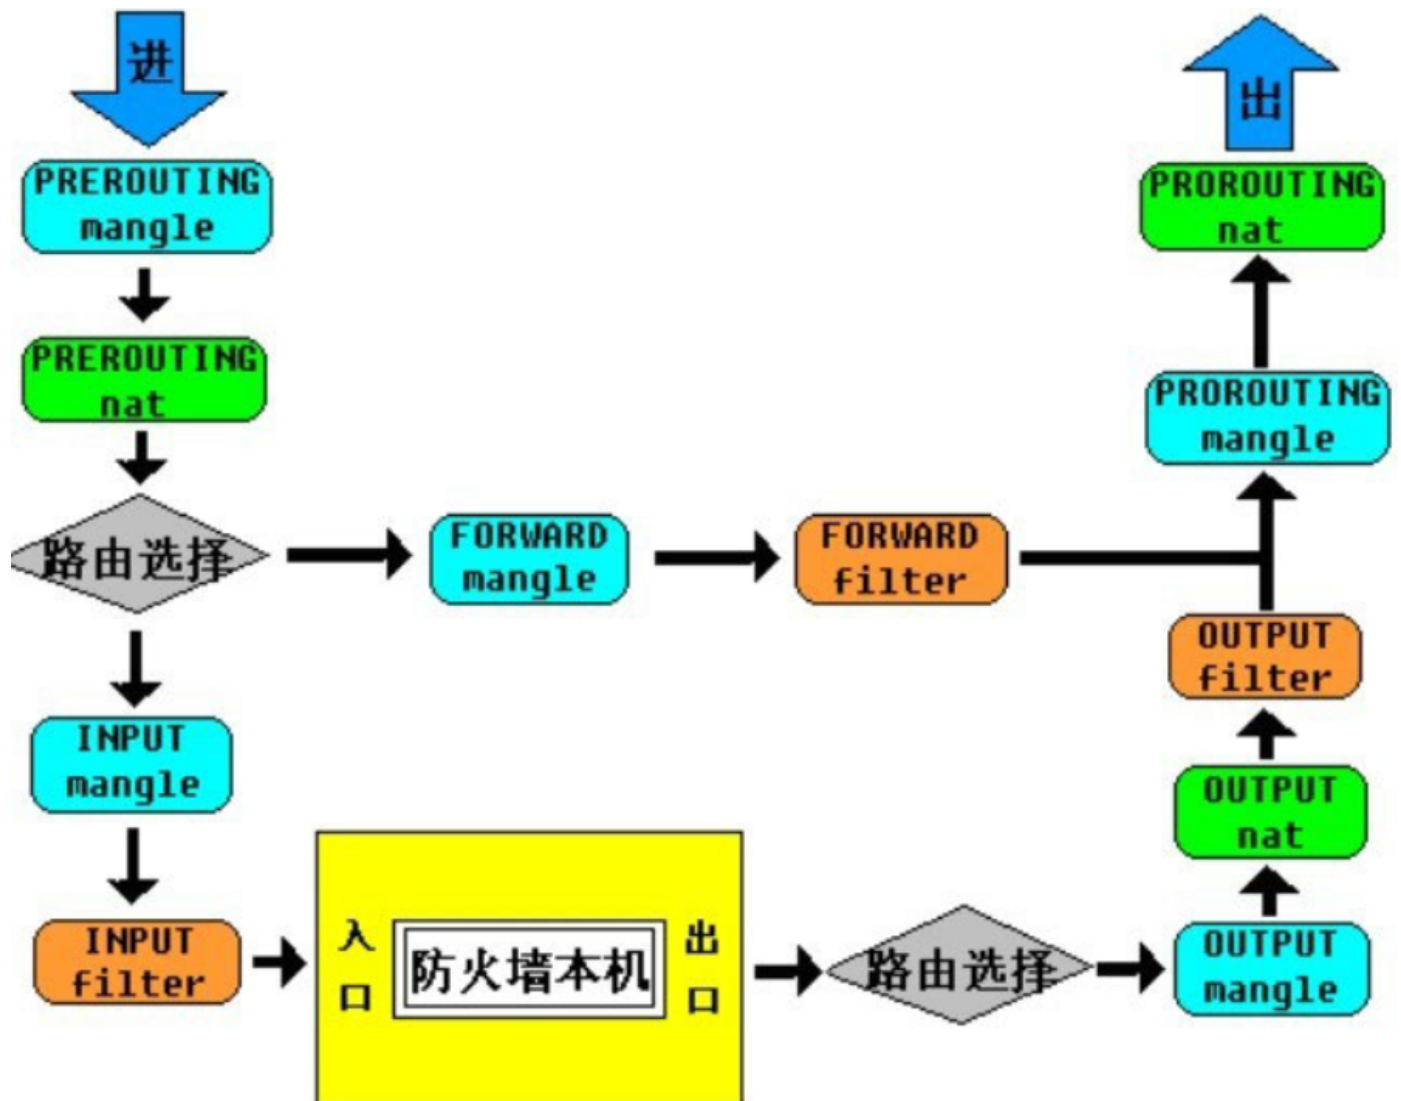 进
PREROUTING
mangle
PREROUTING
nat
路由选择
INPUT
mangle
INPUT
filter
FORWARD
mangle
FORWARD
filter
入
口
防火墙本机
出
口
路由选择
OUTPUT
mangle
OUTPUT
nat
OUTPUT
filter
PROROUTING
mangle
PROROUTING
nat
出